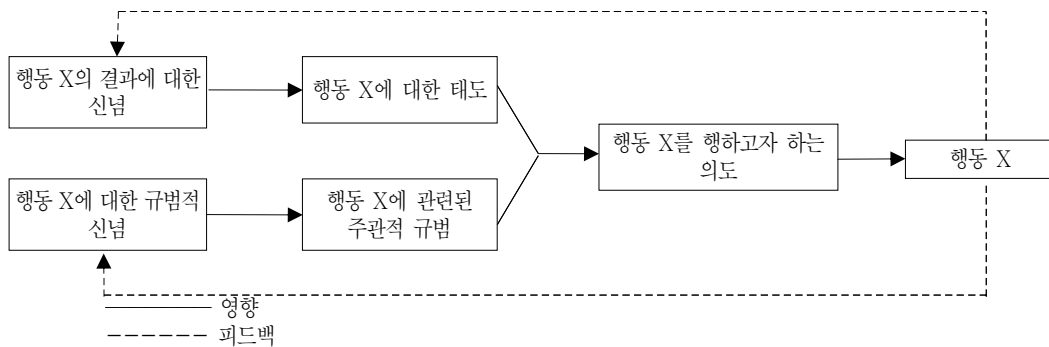 행동 X의 결과에 대한
신념
행동 X에 대한 태도
행동 X를 행하고자 하는
의도
행동 X
행동 X에 대한 규범적
신념
행동 X에 관련된
주관적 규범
영향
피드백